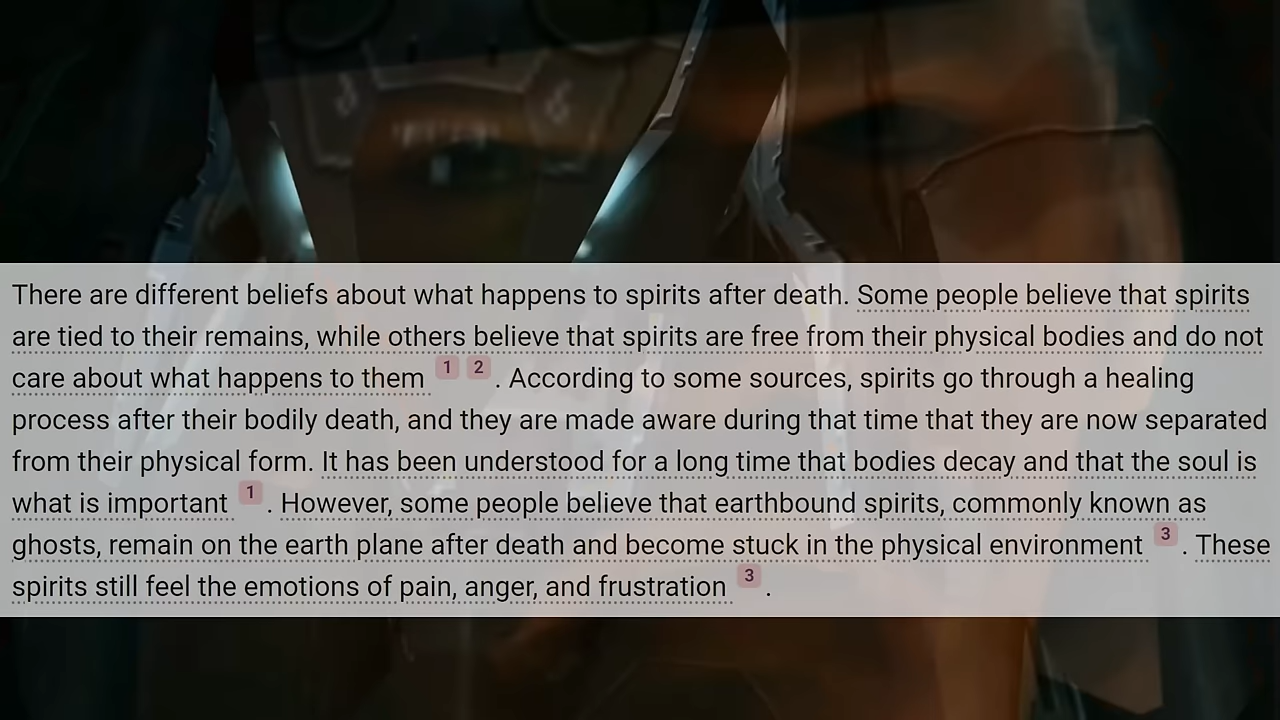 There are different beliefs about what happens to spirits after death. Some people believe that spirits
are tied to their remains, while others believe that spirits are free from their physical bodies and do not
care about what happens to them 1 2 . According to some sources, spirits go through a healing
process after their bodily death, and they are made aware during that time that they are now separated
from their physical form. It has been understood for a long time that bodies decay and that the soul is
what is important 1 . However, some people believe that earthbound spirits, commonly known as
ghosts, remain on the earth plane after death and become stuck in the physical environment 3 . These
spirits still feel the emotions of pain, anger, and frustration 3 .